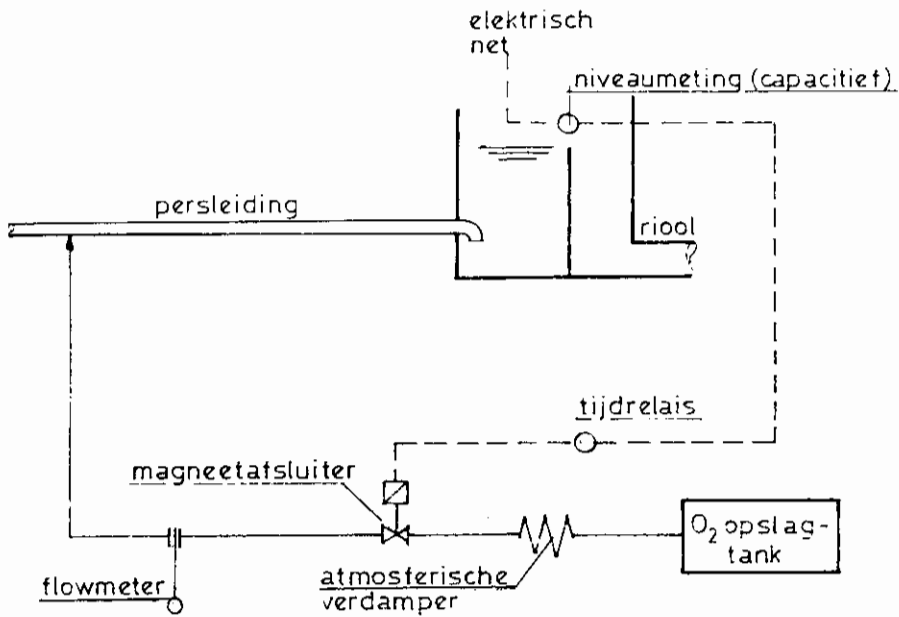 elektrisch
net
niveaumeting (capacitief)
persleiding
riool
tijdrelais
magneetafsluiter
O₂ opslag-
tank
atmosferische
verdamper
flowmeter